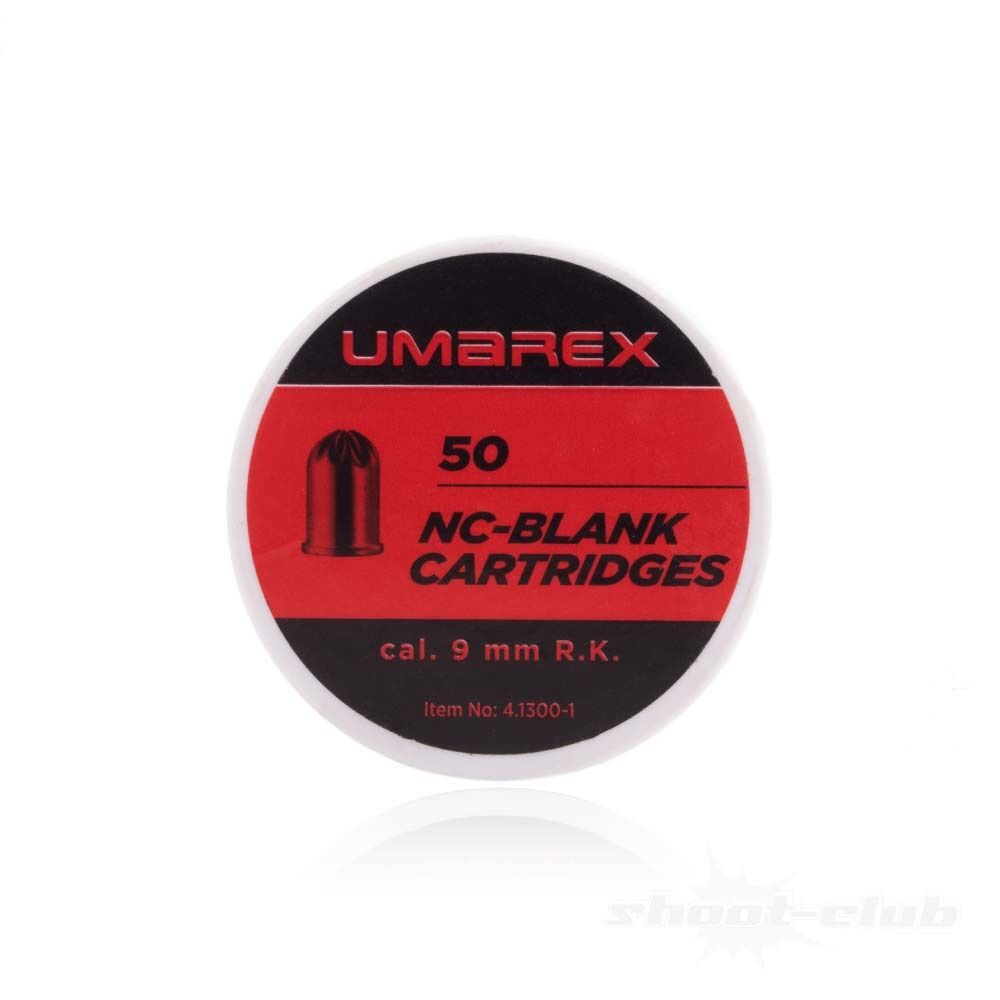 UMAREX
50
NC-BLANK
CARTRIDGES
cal. 9 mm R.K.
Item No: 4.1300-1
shoot-club